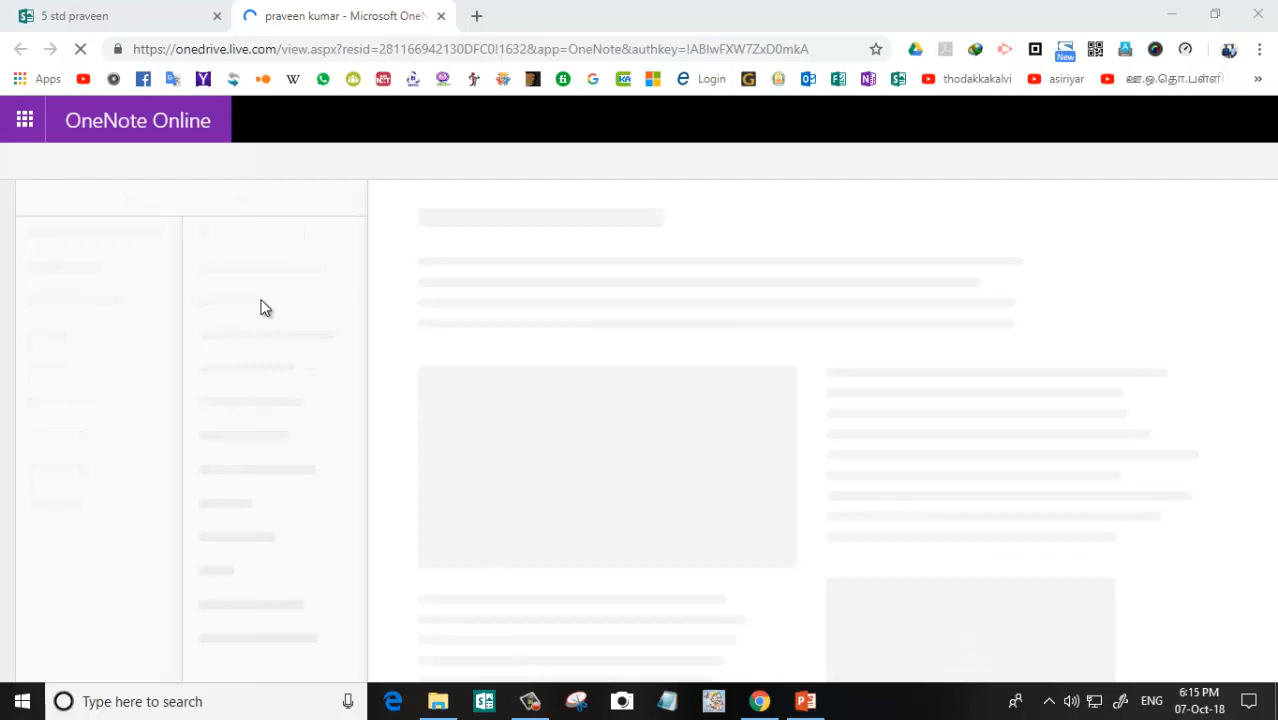 5 std praveen
praveen kumar - Microsoft OneN
https://onedrive.live.com/view.aspx?resid=281166942130DFC0!1632&app=OneNote&authkey=!ABIwFXW7ZxD0mkA
New
Apps
Login
thodakkakalvi
asiriyar
ஊ.ஒ.தொ.பள்ளி
»
OneNote Online
Type here to search
ENG
6:15 PM
07-Oct-18